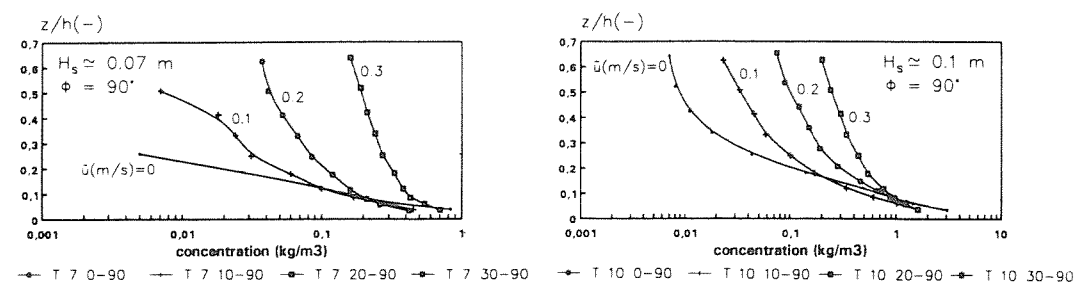 z/h(-)
0,7
0,6
0,5
0,4
0,3
0,2
0,1
0
Hₛ ≃ 0.07 m
Φ = 90°
0.3
0.2
0.1
ū(m/s)=0
0,001
0,01
0,1
1
concentration (kg/m3)
T 7 0-90
T 7 10-90
T 7 20-90
T 7 30-90
z/h(-)
0,7
0,6
0,5
0,4
0,3
0,2
0,1
0
ū(m/s)=0
0.1
0.2
0.3
Hₛ ≃ 0.1 m
Φ = 90°
0,001
0,01
0,1
1
10
concentration (kg/m3)
T 10 0-90
T 10 10-90
T 10 20-90
T 10 30-90